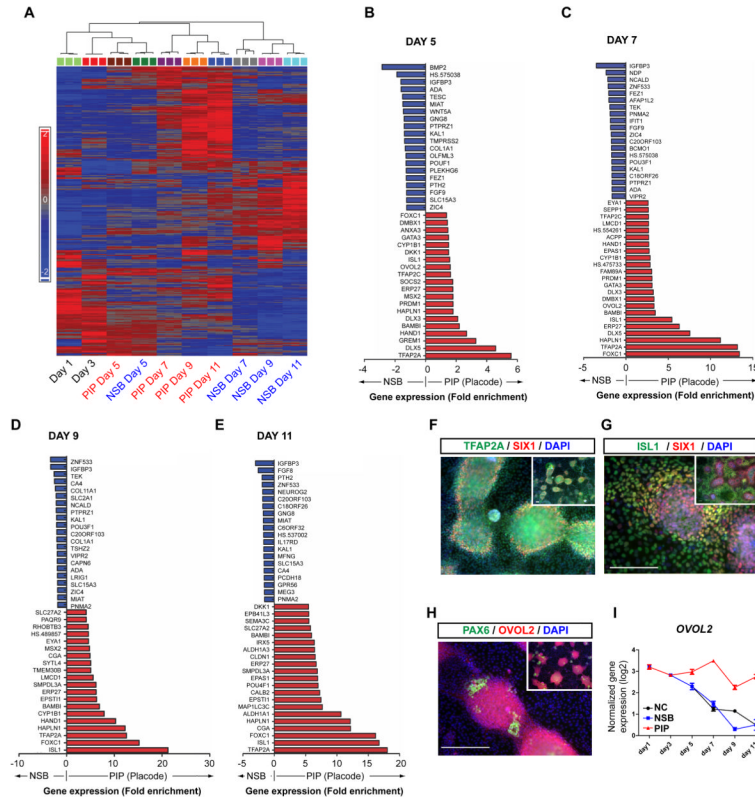 A
2
0
-2
Day 1
Day 3
PIP Day 5
NSB Day 5
PIP Day 7
PIP Day 9
PIP Day 11
NSB Day 7
NSB Day 9
NSB Day 11
B
DAY 5
BMP2
HS.575038
IGFBP3
ADA
TESC
MIAT
WNT5A
GNG8
PTPRZ1
KAL1
TMPRSS2
COL1A1
OLFML3
POUF1
PLEKHG6
FEZ1
PTH2
FGF9
SLC15A3
ZIC4
FOXC1
DMBX1
ANXA3
GATA3
CYP1B1
DKK1
ISL1
OVOL2
TFAP2C
SOCS2
ERP27
MSX2
PRDM1
HAPLN1
DLX3
BAMBI
HAND1
GREM1
DLX5
TFAP2A
-4 -2 0 2 4 6
NSB PIP (Placode)
Gene expression (Fold enrichment)
C
DAY 7
IGFBP3
NDP
NCALD
ZNF533
FEZ1
AFAP1L2
TEK
PNMA2
IFIT1
FGF9
ZIC4
C20ORF103
BCMO1
HS.575038
POU3F1
KAL1
C18ORF26
PTPRZ1
ADA
VIPR2
EYA1
SEPP1
TFAP2C
LMCD1
HS.554261
ACPP
HAND1
EPAS1
CYP1B1
HS.475733
FAM89A
PRDM1
GATA3
DLX3
DMBX1
OVOL2
BAMBI
ISL1
ERP27
DLX5
HAPLN1
TFAP2A
FOXC1
-5 0 5 10 15
NSB PIP (Placode)
Gene expression (Fold enrichment)
D
DAY 9
ZNF533
IGFBP3
TEK
CA4
COL11A1
SLC2A1
NCALD
PTPRZ1
KAL1
POU3F1
C20ORF103
COL1A1
TSHZ2
VIPR2
CAPN6
ADA
LRIG1
SLC15A3
ZIC4
MIAT
PNMA2
SLC27A2
PAQR9
RHOBTB3
HS.489857
EYA1
MSX2
CGA
SYTL4
TMEM30B
LMCD1
SMPDL3A
ERP27
EPSTI1
BAMBI
CYP1B1
HAND1
HAPLN1
TFAP2A
FOXC1
ISL1
-10 0 10 20 30
NSB PIP (Placode)
Gene expression (Fold enrichment)
E
DAY 11
IGFBP3
FGF8
PTH2
ZNF533
NEUROG2
C20ORF103
C18ORF26
GNG8
MIAT
C6ORF32
HS.537002
IL17RD
KAL1
MFNG
SLC15A3
CA4
PCDH18
GPR56
MEG3
PNMA2
DKK1
EPB41L3
SEMA3C
SLC27A2
BAMBI
IRX5
ALDH1A3
CLDN1
ERP27
SMPDL3A
EPAS1
POU4F1
CALB2
EPSTI1
MAP1LC3C
ALDH1A1
HAPLN1
CGA
FOXC1
ISL1
TFAP2A
-5 0 5 10 15 20
NSB PIP (Placode)
Gene expression (Fold enrichment)
F
TFAP2A / SIX1 / DAPI
G
ISL1 / SIX1 / DAPI
H
PAX6 / OVOL2 / DAPI
I
OVOL2
Normalized gene
expression (log2)
4
3
2
1
0
NC
NSB
PIP
day1
day3
day 5
day 7
day 9
day 11